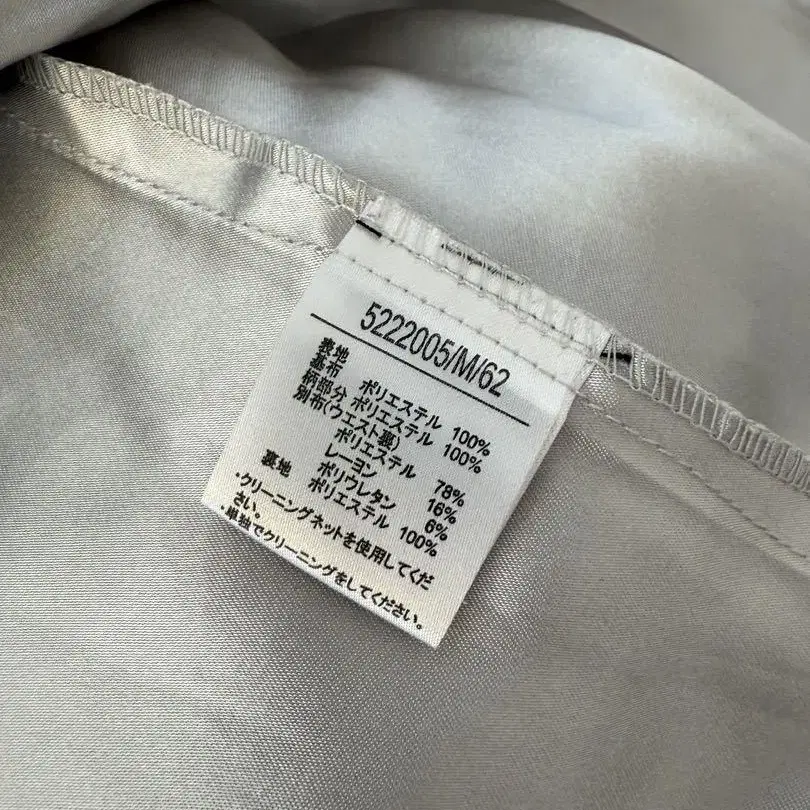 5222005/M/62
表地
基布 ポリエステル 100%
柄部分 ポリエステル 100%
別布(ウエスト裏)
ポリエステル 78%
レーヨン 16%
ポリウレタン 6%
裏地 ポリエステル 100%
・クリーニングネットを使用してくだ
さい。
・単独でクリーニングをしてください。